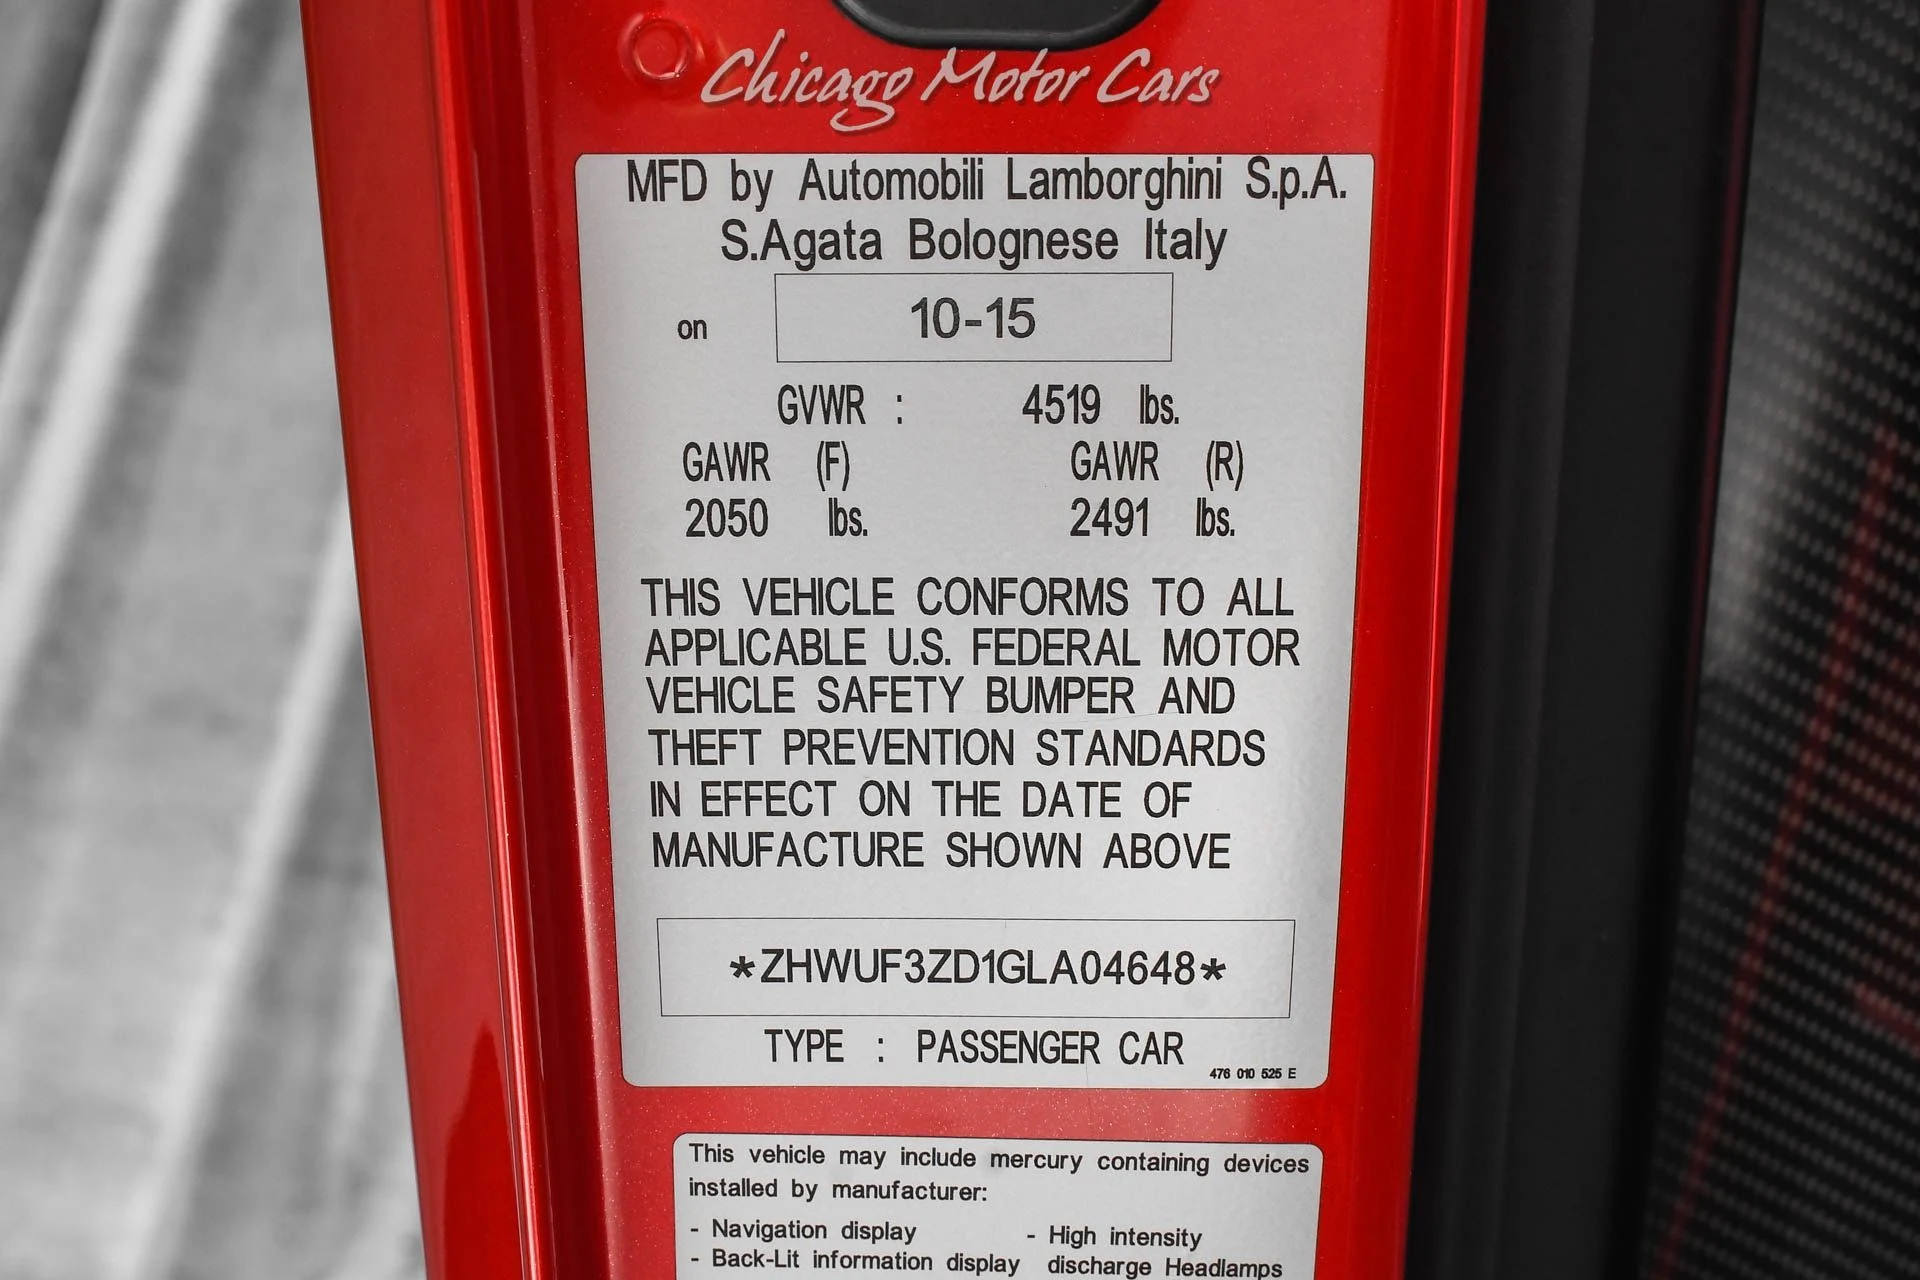 Chicago Motor Cars
MFD by Automobili Lamborghini S.p.A.
S.Agata Bolognese Italy
on 10-15
GVWR : 4519 lbs.
GAWR (F) GAWR (R)
2050 lbs. 2491 lbs.
THIS VEHICLE CONFORMS TO ALL
APPLICABLE U.S. FEDERAL MOTOR
VEHICLE SAFETY BUMPER AND
THEFT PREVENTION STANDARDS
IN EFFECT ON THE DATE OF
MANUFACTURE SHOWN ABOVE
*ZHWUF3ZD1GLA04648*
TYPE : PASSENGER CAR
476 010 525 E
This vehicle may include mercury containing devices
installed by manufacturer:
- Navigation display - High intensity
- Back-Lit information display discharge Headlamps